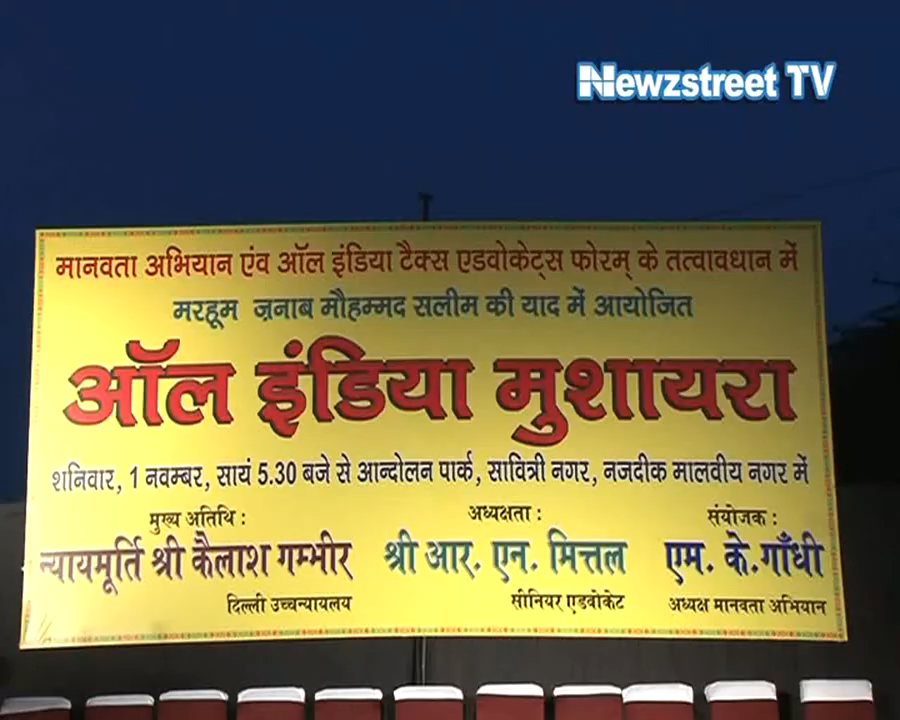 Newzstreet TV
मानवता अभियान एंव ऑल इंडिया टैक्स एडवोकेट्स फोरम् के तत्वावधान में
मरहूम ज़नाब मौहम्मद सलीम की याद में आयोजित
ऑल इंडिया मुशायरा
शनिवार, 1 नवम्बर, सायं 5.30 बजे से आन्दोलन पार्क, सावित्री नगर, नजदीक मालवीय नगर में
मुख्य अतिथि : अध्यक्षता : संयोजक :
न्यायमूर्ति श्री कैलाश गम्भीर श्री आर. एन. मित्तल एम. के. गाँधी
दिल्ली उच्चन्यायलय सीनियर एडवोकेट अध्यक्ष मानवता अभियान